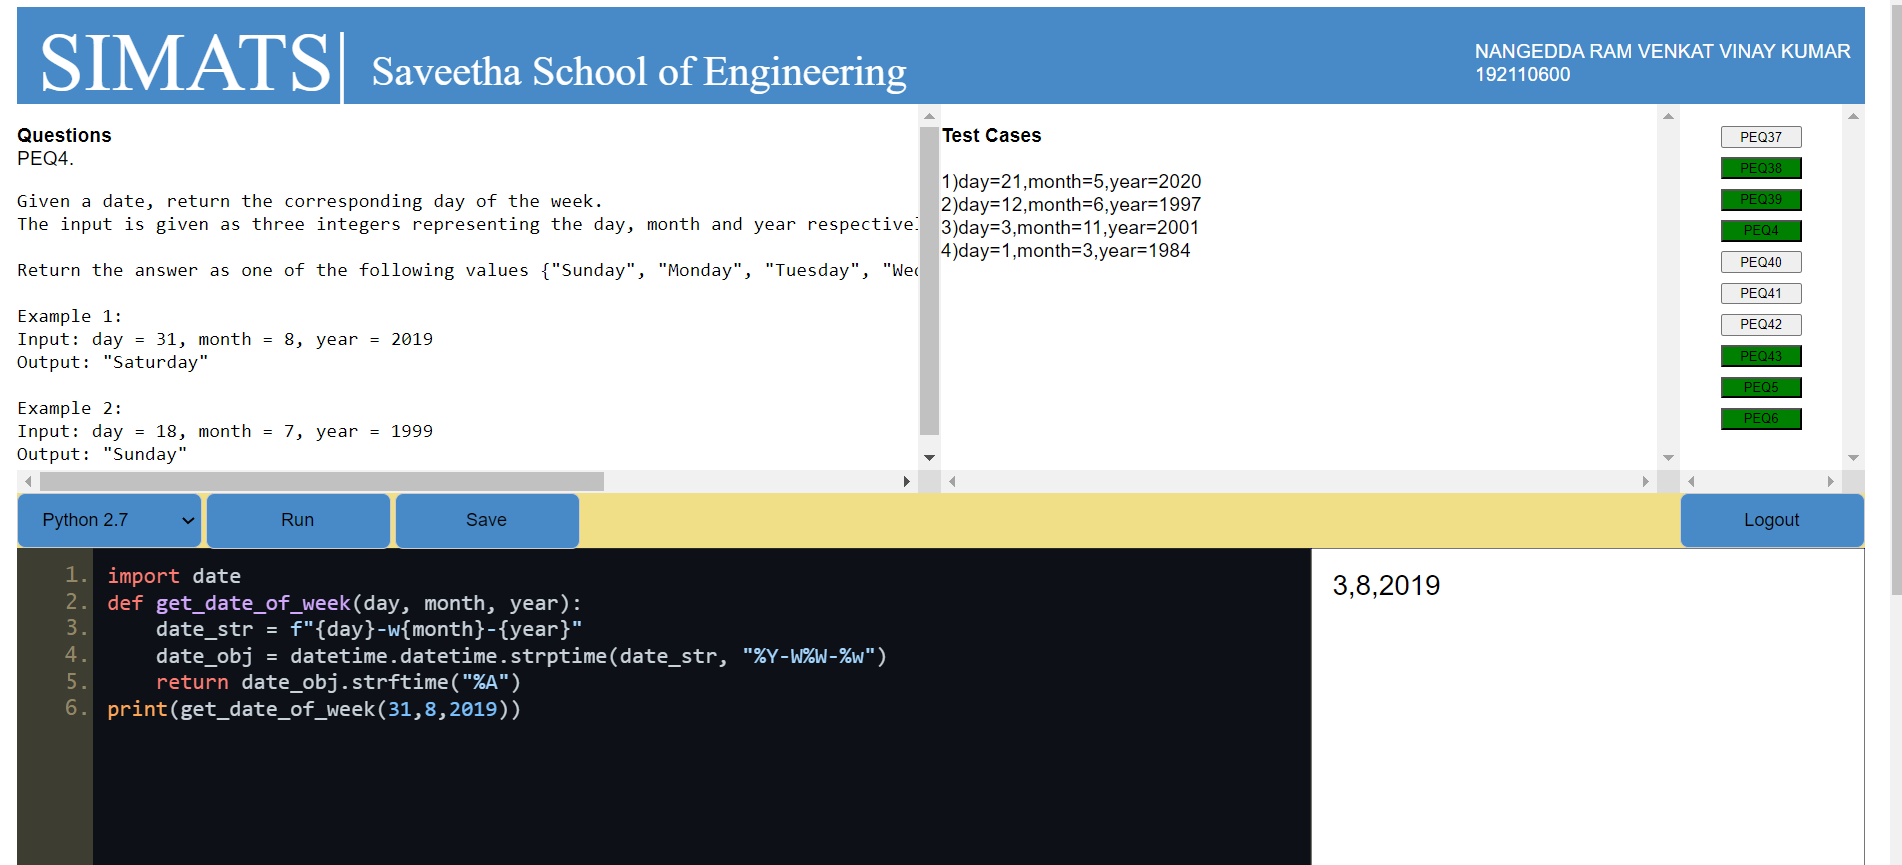 SIMATS
Saveetha School of Engineering
NANGEDDA RAM VENKAT VINAY KUMAR
192110600
Questions
PEQ4.
Given a date, return the corresponding day of the week.
The input is given as three integers representing the day, month and year respectivel
Return the answer as one of the following values {"Sunday", "Monday", "Tuesday", "Wed
Example 1:
Input: day = 31, month = 8, year = 2019
Output: "Saturday"
Example 2:
Input: day = 18, month = 7, year = 1999
Output: "Sunday"
Test Cases
1)day=21,month=5,year=2020
2)day=12,month=6,year=1997
3)day=3,month=11,year=2001
4)day=1,month=3,year=1984
PEQ37
PEQ38
PEQ39
PEQ4
PEQ40
PEQ41
PEQ42
PEQ43
PEQ5
PEQ6
Python 2.7
Run
Save
Logout
1. import date
2. def get_date_of_week(day, month, year):
3.     date_str = f"{day}-w{month}-{year}"
4.     date_obj = datetime.datetime.strptime(date_str, "%Y-W%W-%w")
5.     return date_obj.strftime("%A")
6. print(get_date_of_week(31,8,2019))
3,8,2019